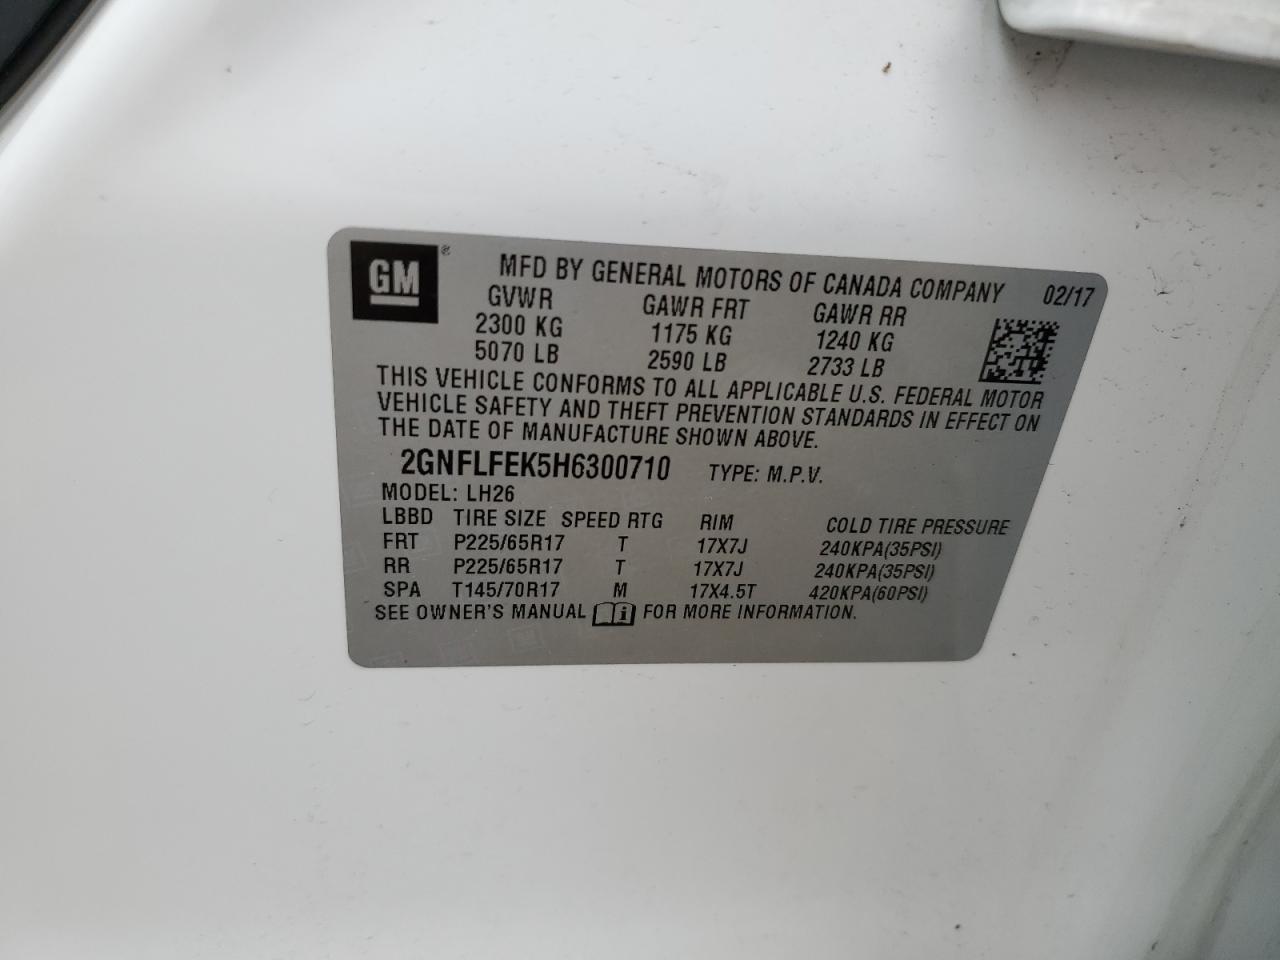 GM ® MFD BY GENERAL MOTORS OF CANADA COMPANY 02/17
GVWR GAWR FRT GAWR RR
2300 KG 1175 KG 1240 KG
5070 LB 2590 LB 2733 LB
THIS VEHICLE CONFORMS TO ALL APPLICABLE U.S. FEDERAL MOTOR
VEHICLE SAFETY AND THEFT PREVENTION STANDARDS IN EFFECT ON
THE DATE OF MANUFACTURE SHOWN ABOVE.
2GNFLFEK5H6300710 TYPE: M.P.V.
MODEL: LH26
LBBD TIRE SIZE SPEED RTG RIM COLD TIRE PRESSURE
FRT P225/65R17 T 17X7J 240KPA(35PSI)
RR P225/65R17 T 17X7J 240KPA(35PSI)
SPA T145/70R17 M 17X4.5T 420KPA(60PSI)
SEE OWNER'S MANUAL i FOR MORE INFORMATION.